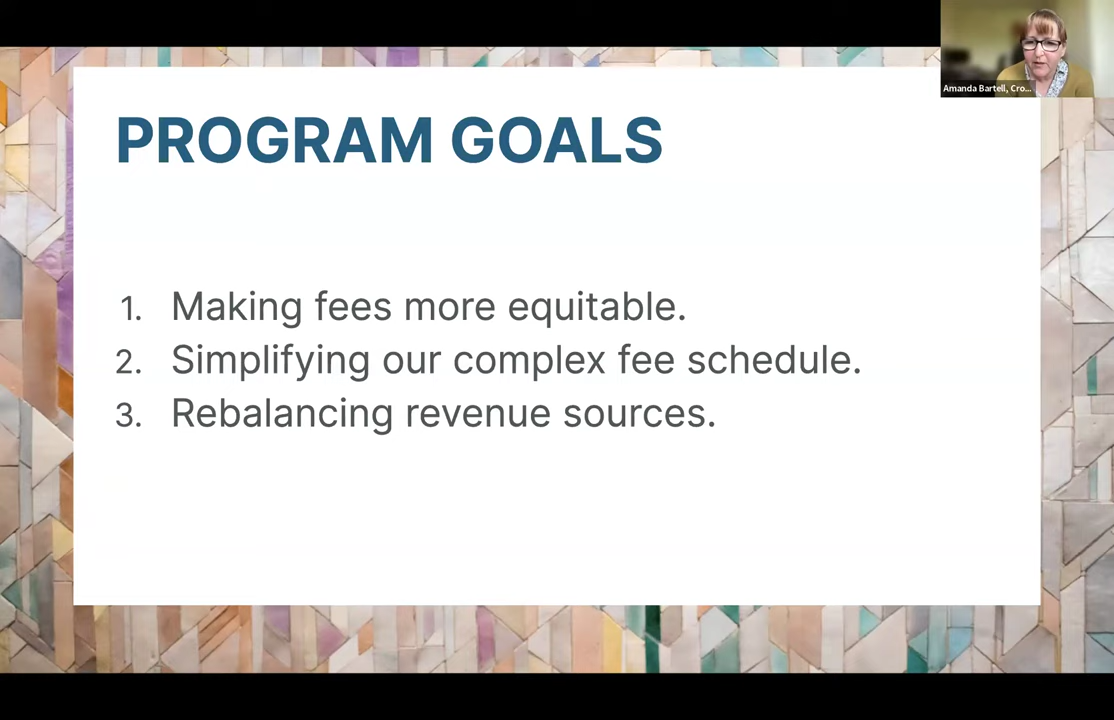 PROGRAM GOALS
1. Making fees more equitable.
2. Simplifying our complex fee schedule.
3. Rebalancing revenue sources.
Amanda Bartell, Cro...